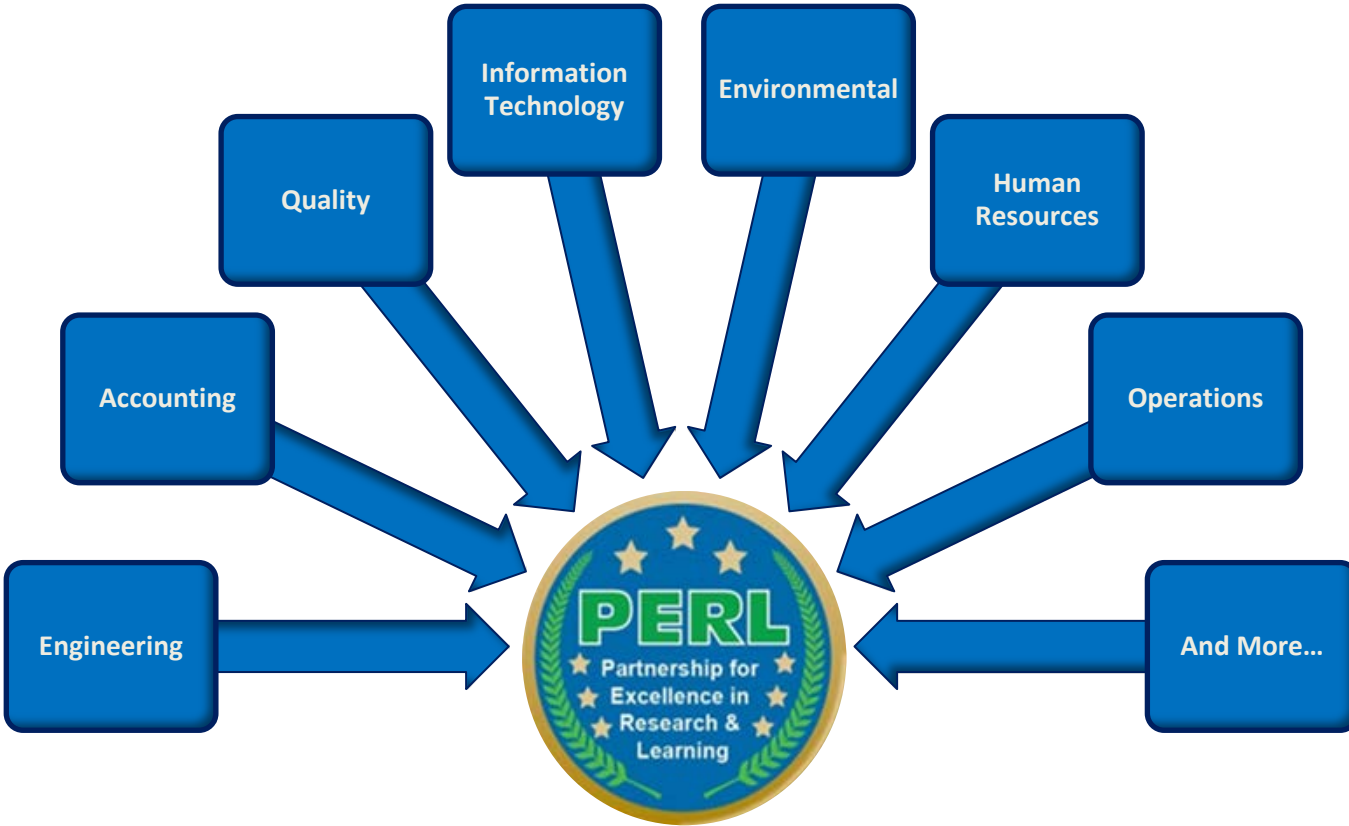 Information
Technology
Environmental
Quality
Human
Resources
Accounting
Operations
Engineering
And More…
PERL
Partnership for
Excellence in
Research &
Learning